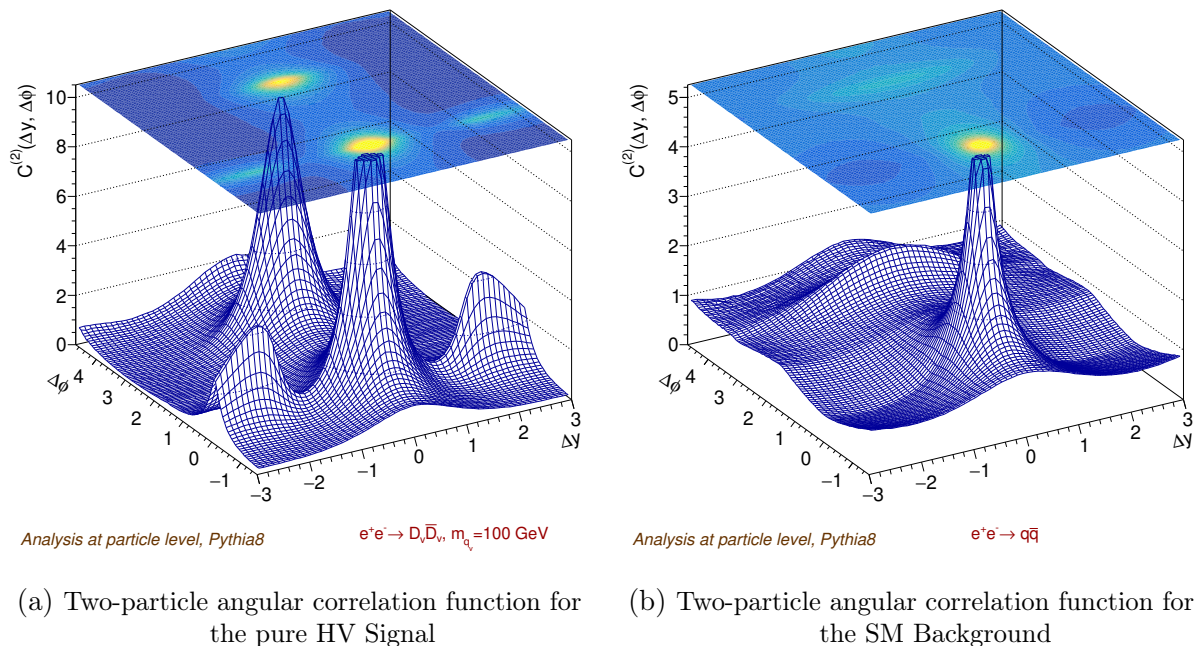 C⁽²⁾(Δy, Δϕ)
10
8
6
4
2
0
Δϕ
4
3
2
1
0
−1
−3
−2
−1
0
1
2
3
Δy
Analysis at particle level, Pythia8
e⁺e⁻→ DᵥD̅ᵥ, m_qᵥ=100 GeV
(a) Two-particle angular correlation function for
the pure HV Signal
C⁽²⁾(Δy, Δϕ)
5
4
3
2
1
0
Δϕ
4
3
2
1
0
−1
−3
−2
−1
0
1
2
3
Δy
Analysis at particle level, Pythia8
e⁺e⁻→ qq̅
(b) Two-particle angular correlation function for
the SM Background